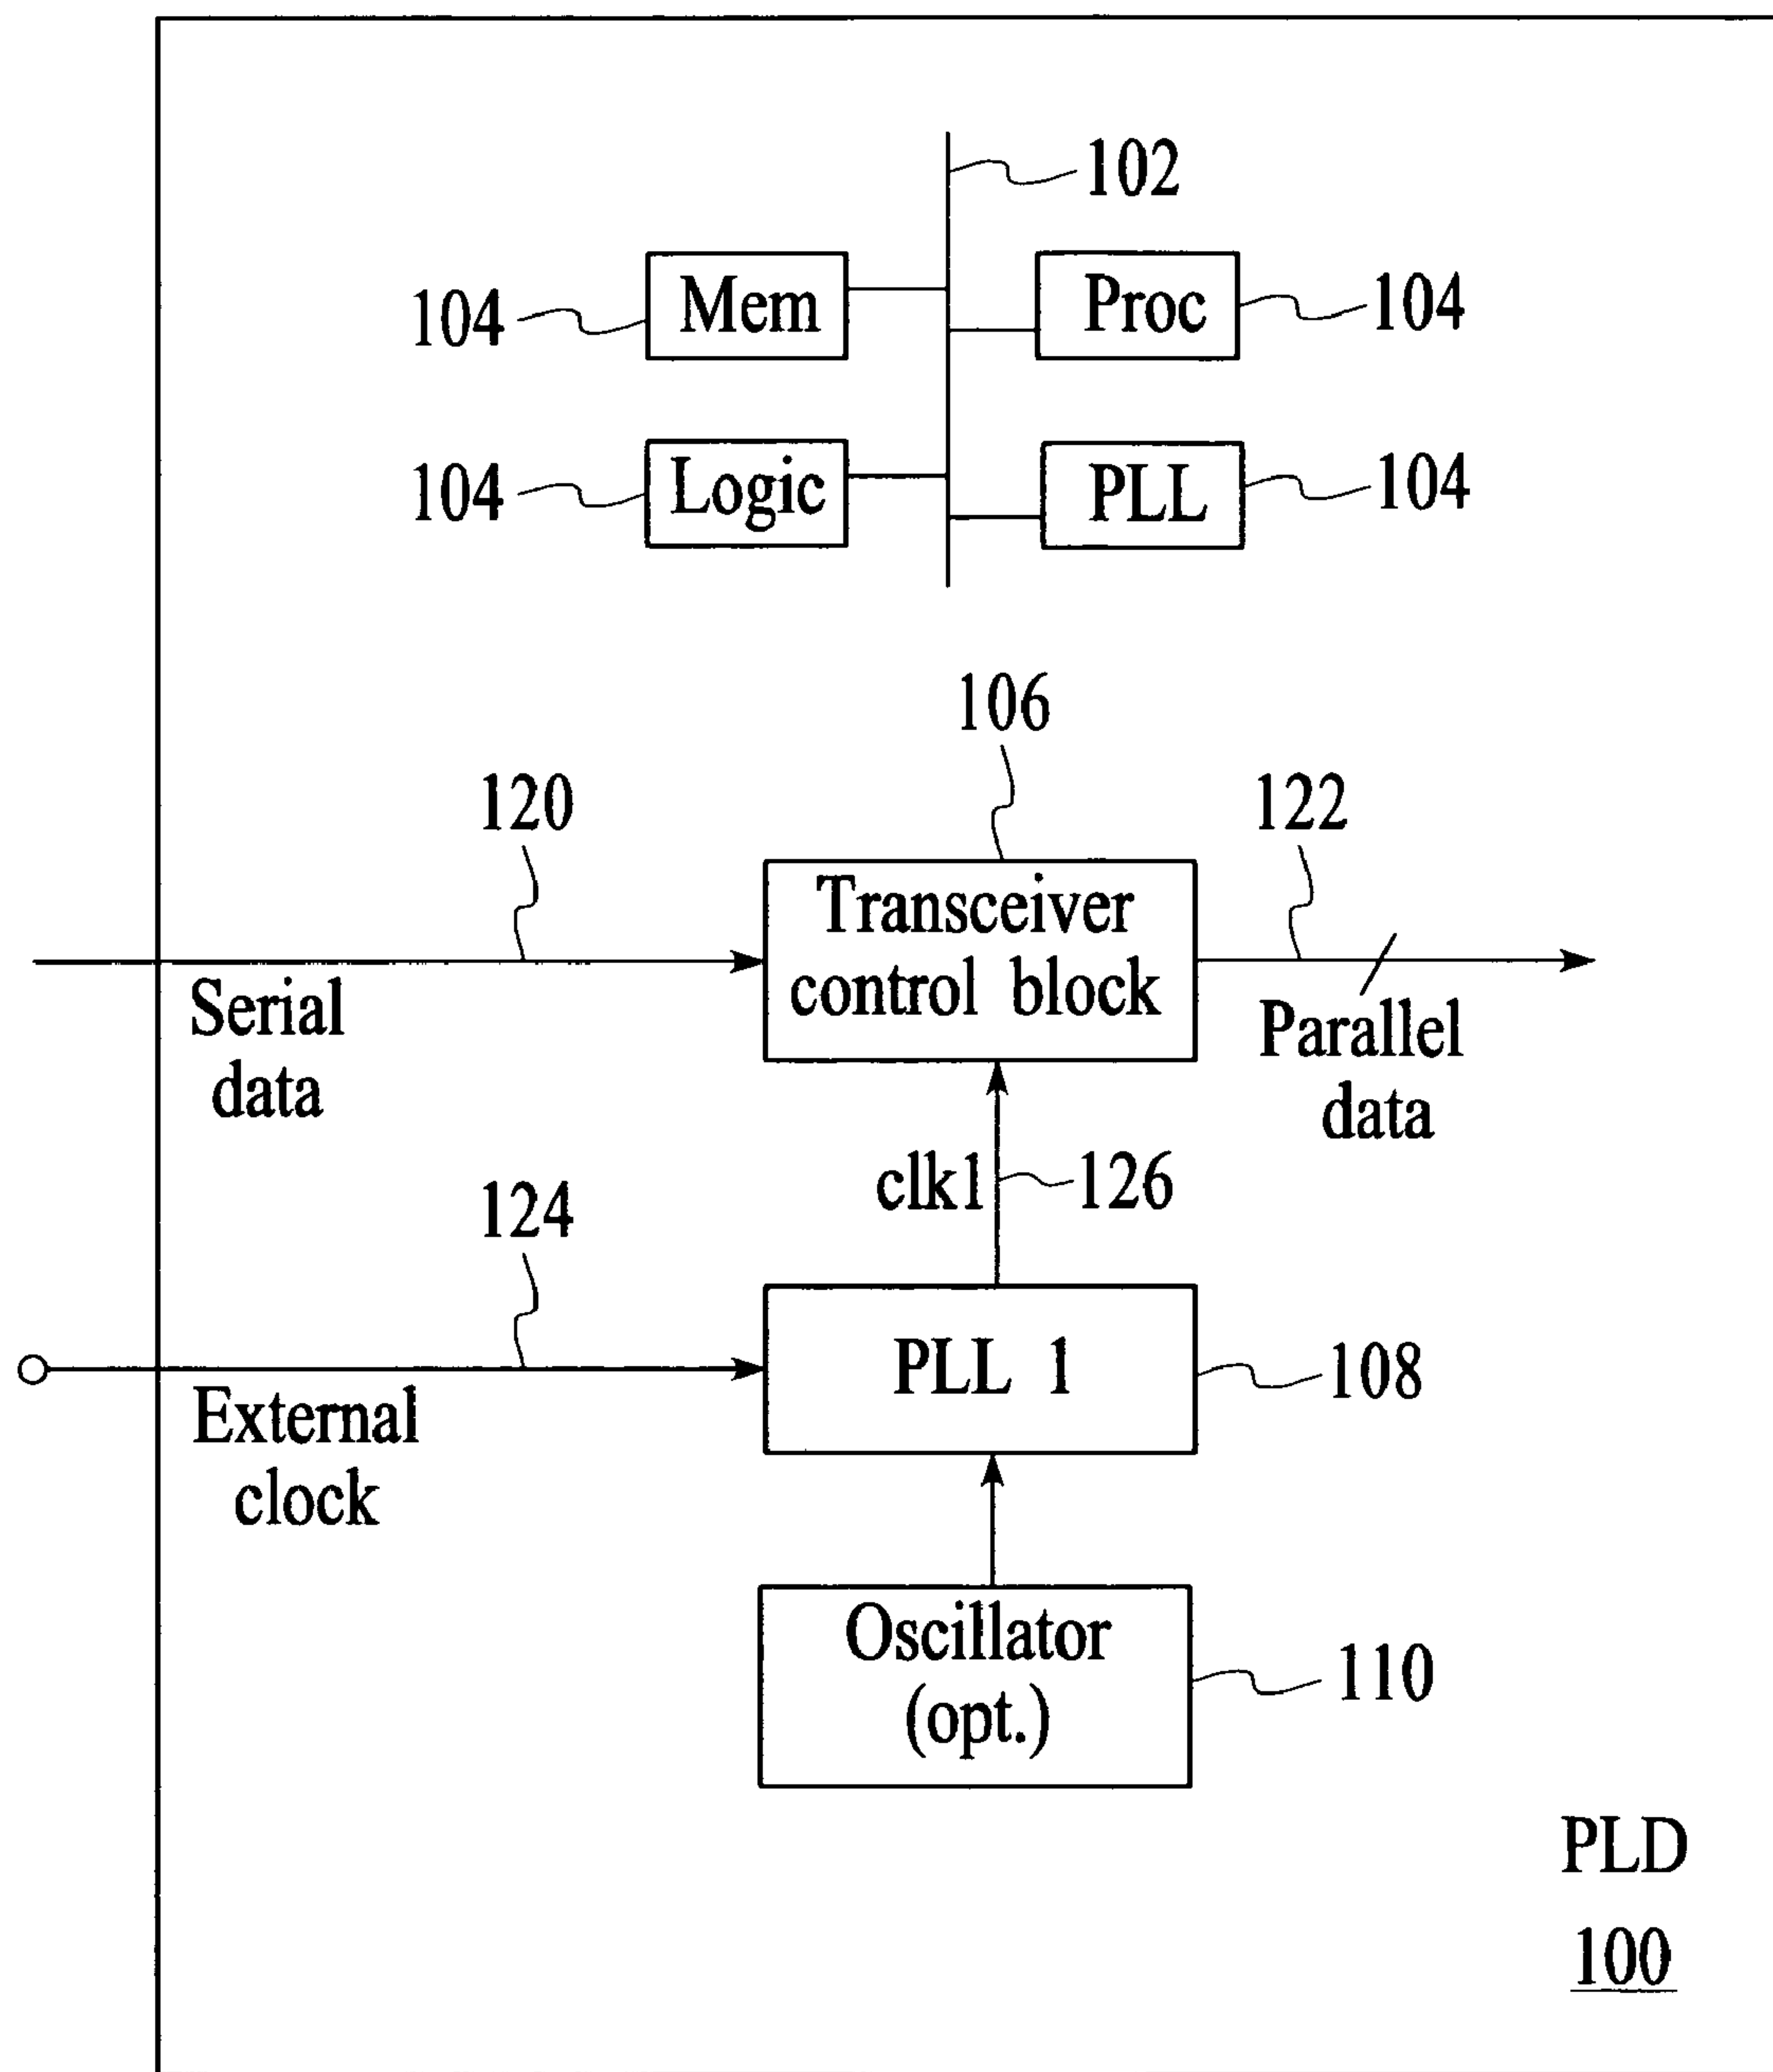 102
104
Mem
Proc
104
104
Logic
PLL
104
106
120
122
Transceiver
control block
Serial
data
Parallel
data
clk1
126
124
PLL 1
108
External
clock
Oscillator
(opt.)
110
PLD
100